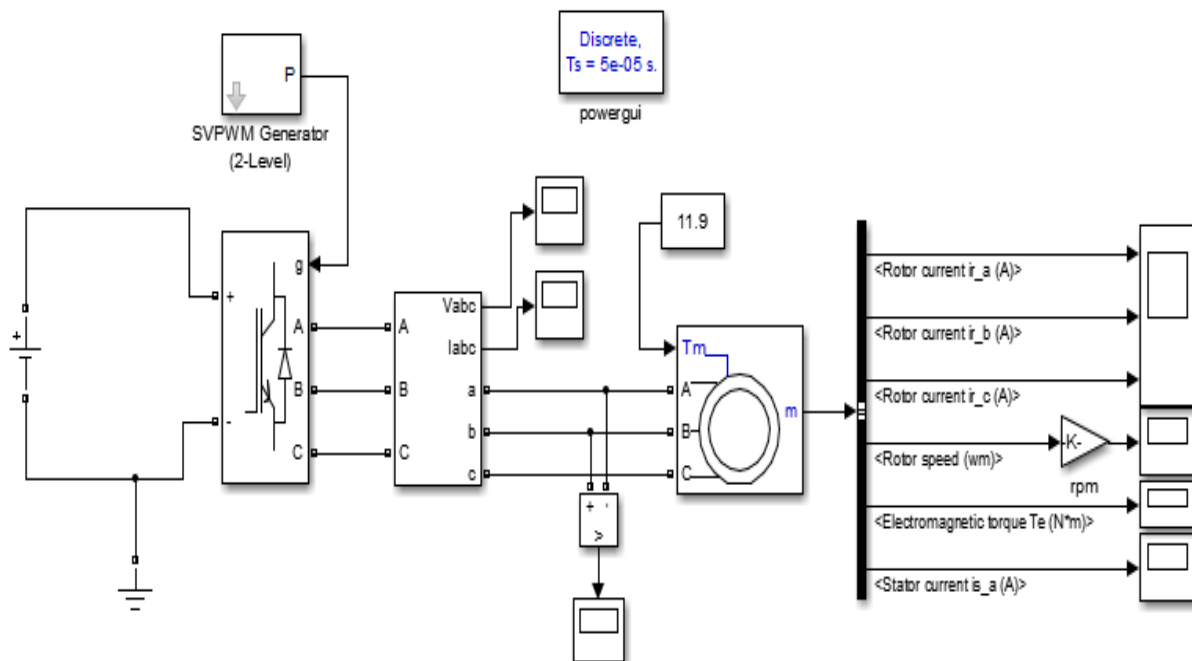 Discrete,
Ts = 5e-05 s.
powergui
P
SVPWM Generator
(2-Level)
11.9
g
+
A
B
C
-
+
Vabc
Iabc
A
B
C
a
b
c
Tm
A
B
C
m
+ -
v
<Rotor current ir_a (A)>
<Rotor current ir_b (A)>
<Rotor current ir_c (A)>
<Rotor speed (wm)>
-K-
rpm
<Electromagnetic torque Te (N*m)>
<Stator current is_a (A)>